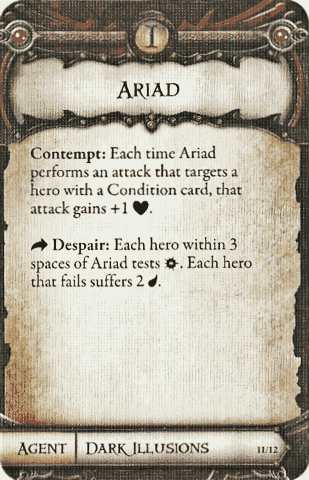 I
ARIAD
Contempt: Each time Ariad
performs an attack that targets a
hero with a Condition card, that
attack gains +1 ♥.
Despair: Each hero within 3
spaces of Ariad tests . Each hero
that fails suffers 2 .
AGENT DARK ILLUSIONS 11/12